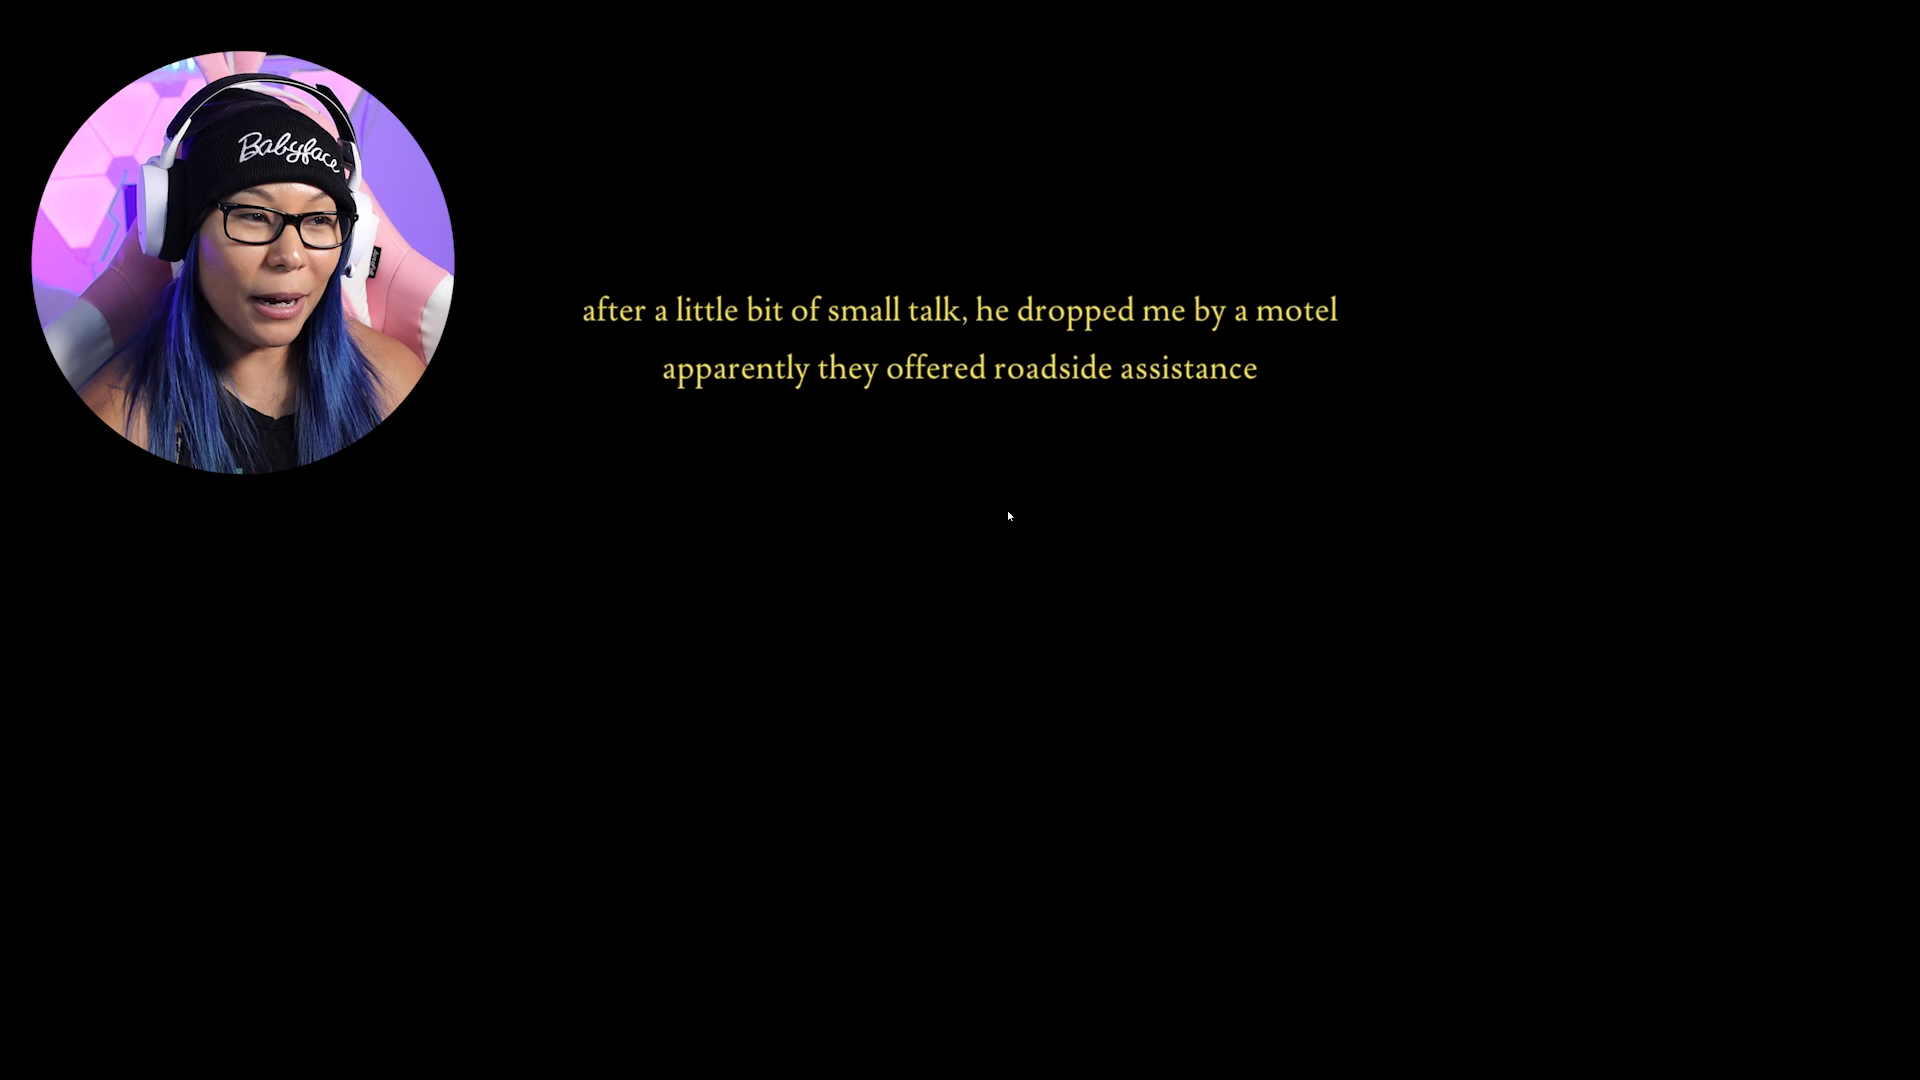 Babyface
after a little bit of small talk, he dropped me by a motel
apparently they offered roadside assistance